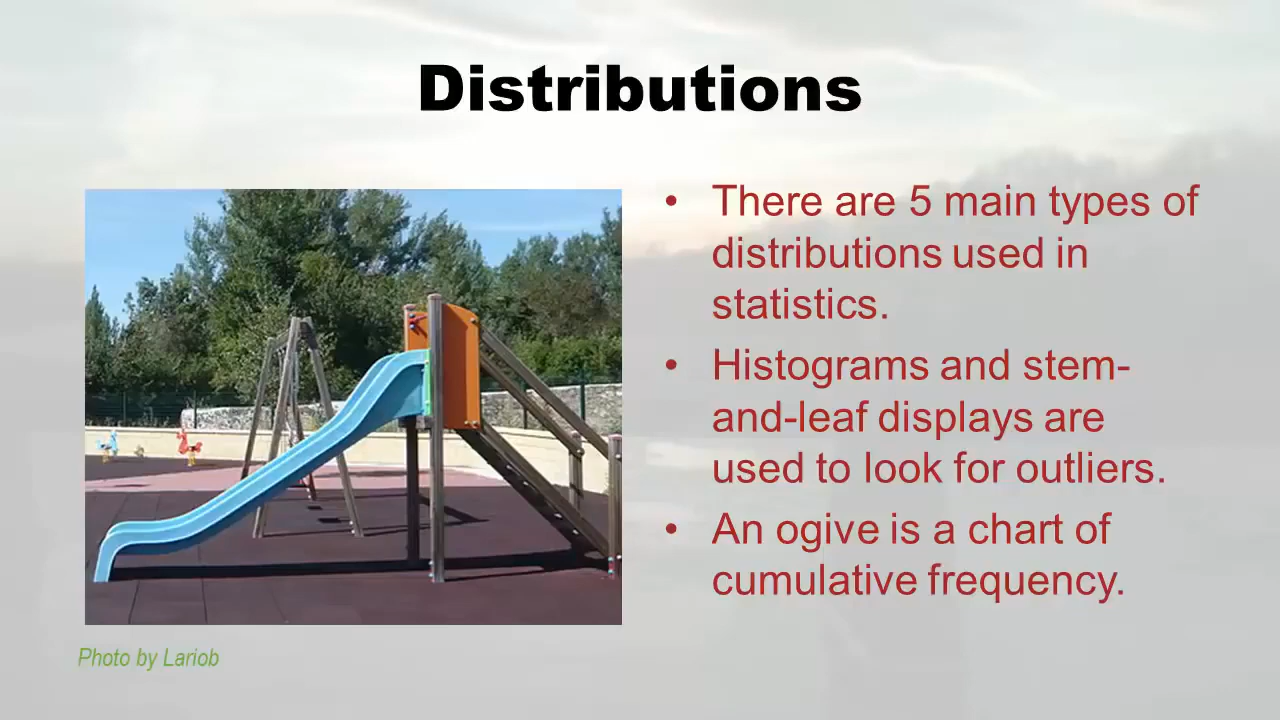 Distributions
• There are 5 main types of
distributions used in
statistics.
• Histograms and stem-
and-leaf displays are
used to look for outliers.
• An ogive is a chart of
cumulative frequency.
Photo by Lariob